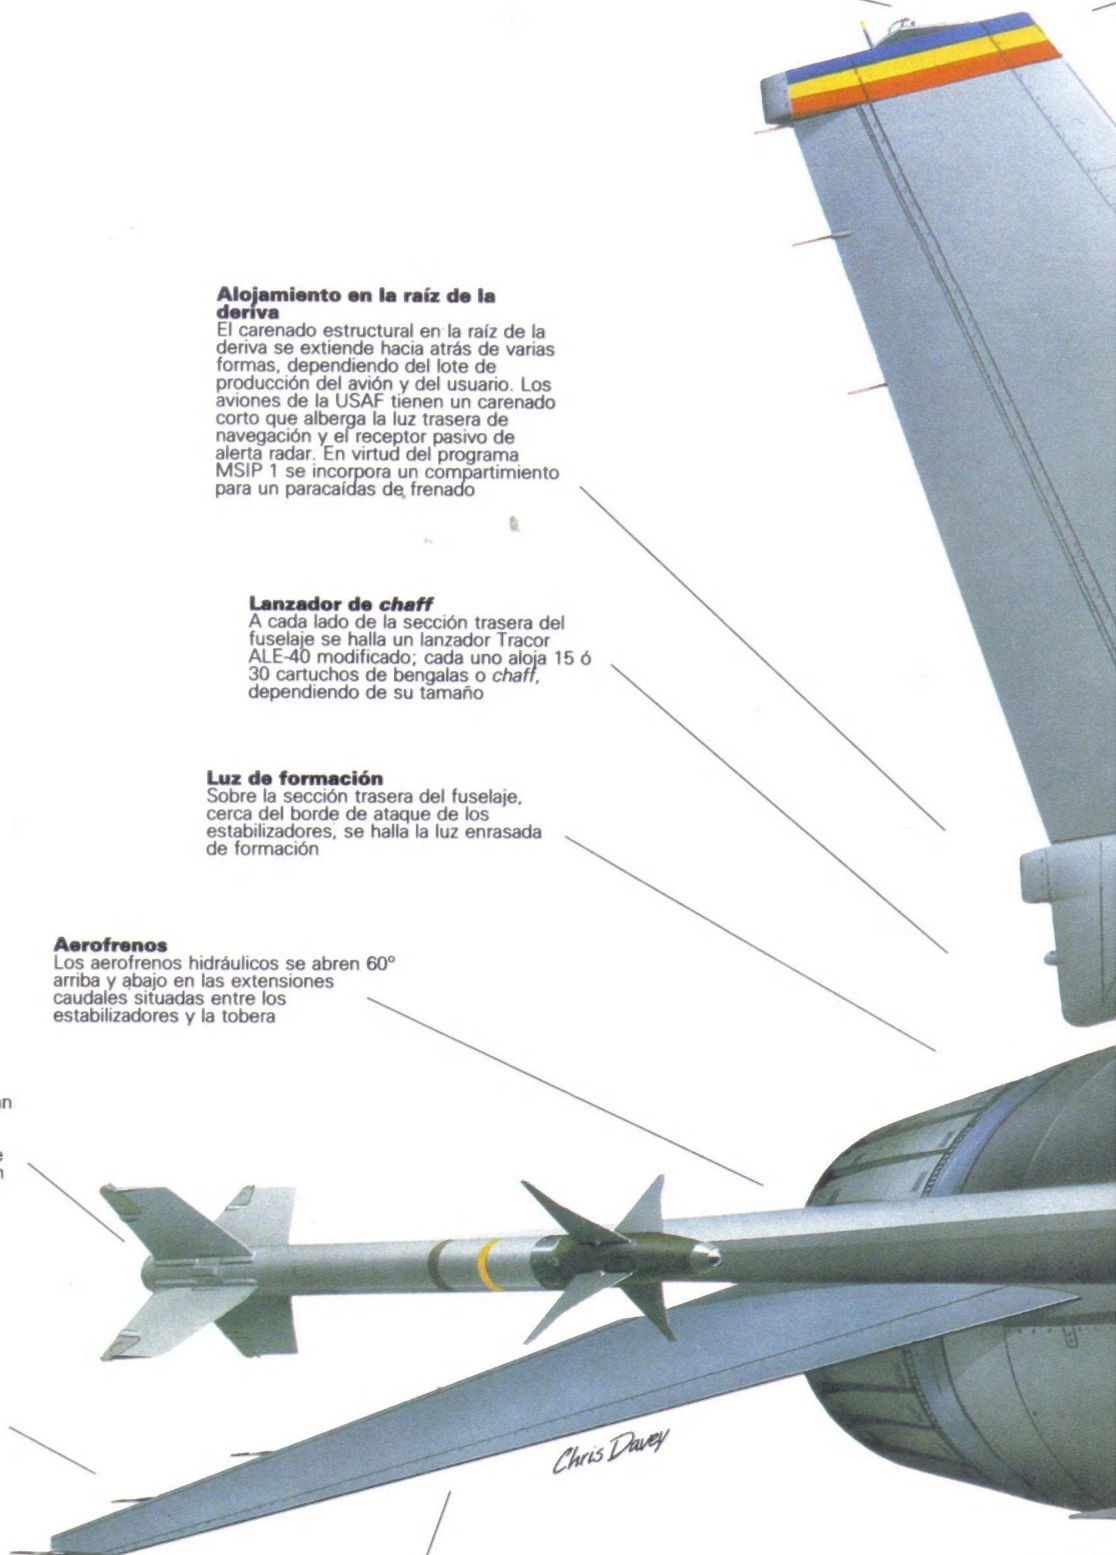 Alojamiento en la raíz de la
deriva
El carenado estructural en la raíz de la
deriva se extiende hacia atrás de varias
formas, dependiendo del lote de
producción del avión y del usuario. Los
aviones de la USAF tienen un carenado
corto que alberga la luz trasera de
navegación y el receptor pasivo de
alerta radar. En virtud del programa
MSIP 1 se incorpora un compartimiento
para un paracaídas de frenado
Lanzador de chaff
A cada lado de la sección trasera del
fuselaje se halla un lanzador Tracor
ALE-40 modificado; cada uno aloja 15 ó
30 cartuchos de bengalas o chaff,
dependiendo de su tamaño
Luz de formación
Sobre la sección trasera del fuselaje,
cerca del borde de ataque de los
estabilizadores, se halla la luz enrasada
de formación
Aerofrenos
Los aerofrenos hidráulicos se abren 60°
arriba y abajo en las extensiones
caudales situadas entre los
estabilizadores y la tobera
Chris Davey